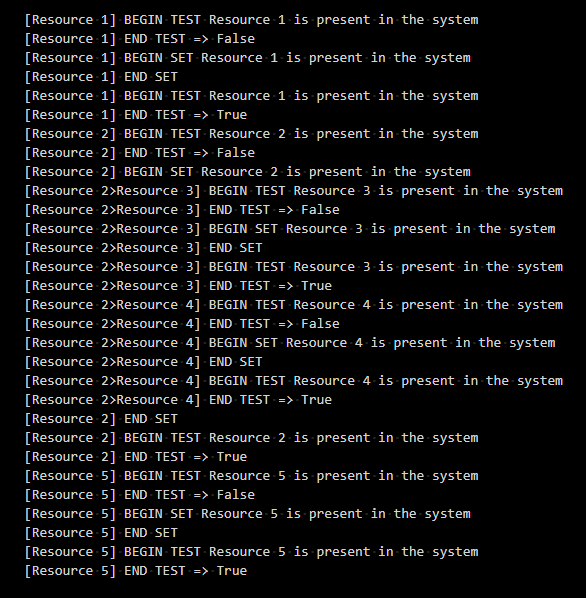 [Resource 1] BEGIN TEST Resource 1 is present in the system
[Resource 1] END TEST => False
[Resource 1] BEGIN SET Resource 1 is present in the system
[Resource 1] END SET
[Resource 1] BEGIN TEST Resource 1 is present in the system
[Resource 1] END TEST => True
[Resource 2] BEGIN TEST Resource 2 is present in the system
[Resource 2] END TEST => False
[Resource 2] BEGIN SET Resource 2 is present in the system
[Resource 2>Resource 3] BEGIN TEST Resource 3 is present in the system
[Resource 2>Resource 3] END TEST => False
[Resource 2>Resource 3] BEGIN SET Resource 3 is present in the system
[Resource 2>Resource 3] END SET
[Resource 2>Resource 3] BEGIN TEST Resource 3 is present in the system
[Resource 2>Resource 3] END TEST => True
[Resource 2>Resource 4] BEGIN TEST Resource 4 is present in the system
[Resource 2>Resource 4] END TEST => False
[Resource 2>Resource 4] BEGIN SET Resource 4 is present in the system
[Resource 2>Resource 4] END SET
[Resource 2>Resource 4] BEGIN TEST Resource 4 is present in the system
[Resource 2>Resource 4] END TEST => True
[Resource 2] END SET
[Resource 2] BEGIN TEST Resource 2 is present in the system
[Resource 2] END TEST => True
[Resource 5] BEGIN TEST Resource 5 is present in the system
[Resource 5] END TEST => False
[Resource 5] BEGIN SET Resource 5 is present in the system
[Resource 5] END SET
[Resource 5] BEGIN TEST Resource 5 is present in the system
[Resource 5] END TEST => True